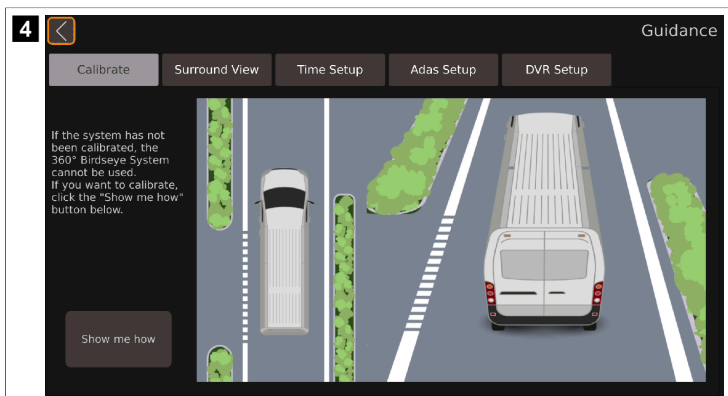 4
Guidance
Calibrate
Surround View
Time Setup
Adas Setup
DVR Setup
If the system has not
been calibrated, the
360° Birdseye System
cannot be used.
If you want to calibrate,
click the "Show me how"
button below.
Show me how